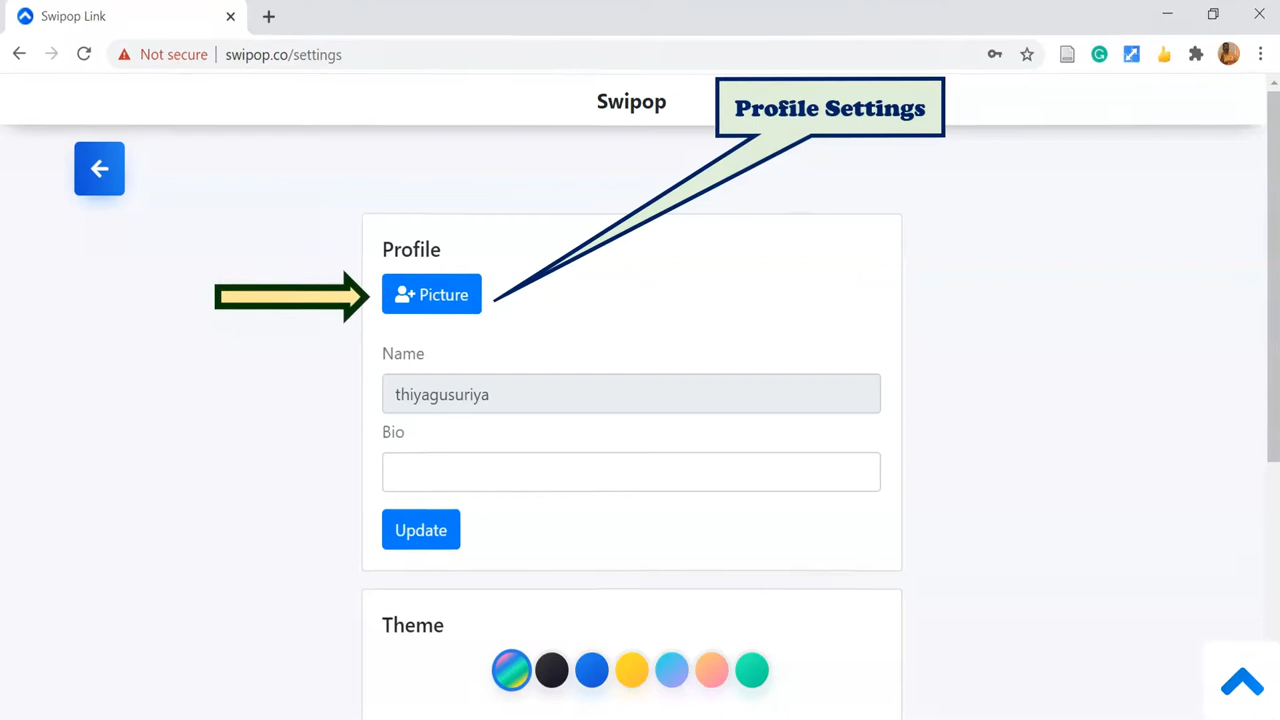 Swipop Link
Not secure swipop.co/settings
Swipop
Profile Settings
Profile
Picture
Name
thiyagusuriya
Bio
Update
Theme